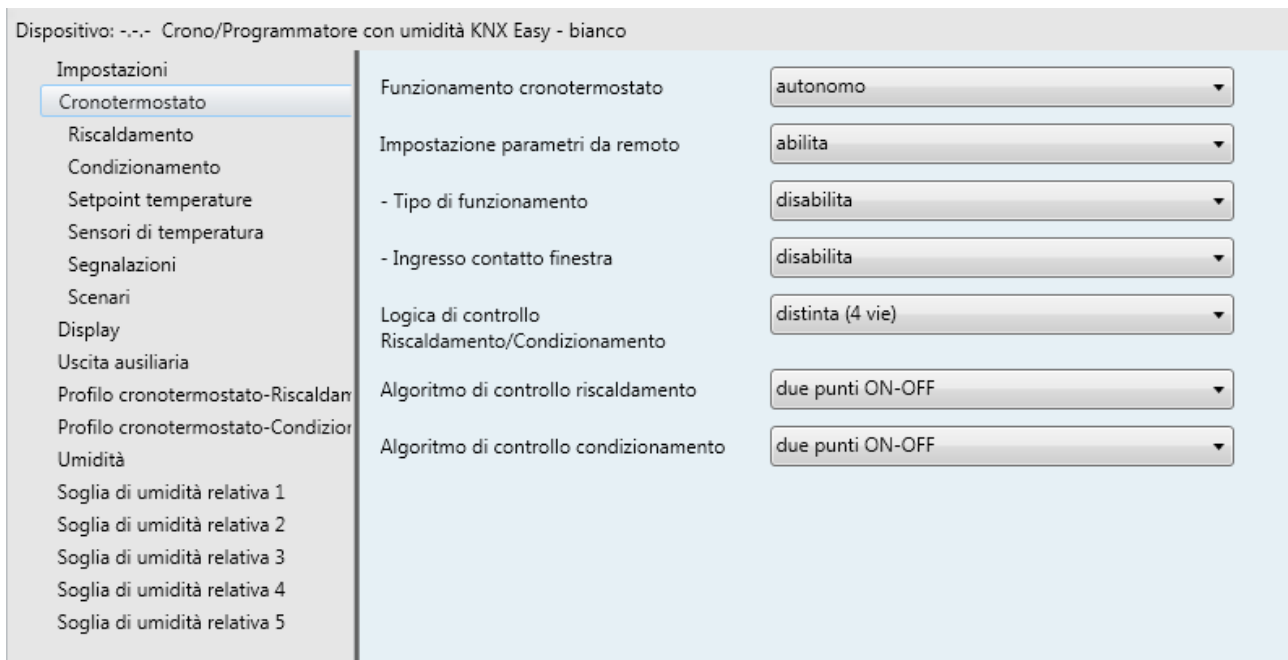 Dispositivo: -.-.- Crono/Programmatore con umidità KNX Easy - bianco
Impostazioni
Cronotermostato
Riscaldamento
Condizionamento
Setpoint temperature
Sensori di temperatura
Segnalazioni
Scenari
Display
Uscita ausiliaria
Profilo cronotermostato-Riscaldam
Profilo cronotermostato-Condizion
Umidità
Soglia di umidità relativa 1
Soglia di umidità relativa 2
Soglia di umidità relativa 3
Soglia di umidità relativa 4
Soglia di umidità relativa 5
Funzionamento cronotermostato autonomo
Impostazione parametri da remoto abilita
- Tipo di funzionamento disabilita
- Ingresso contatto finestra disabilita
Logica di controllo distinta (4 vie)
Riscaldamento/Condizionamento
Algoritmo di controllo riscaldamento due punti ON-OFF
Algoritmo di controllo condizionamento due punti ON-OFF